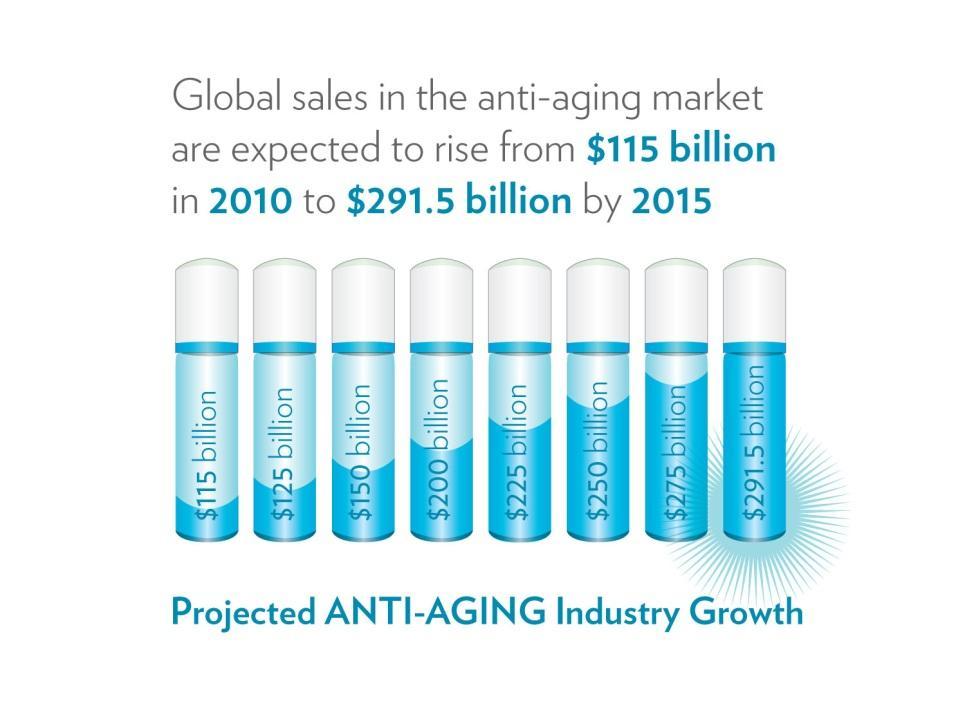 Global sales in the anti-aging market
are expected to rise from $115 billion
in 2010 to $291.5 billion by 2015
$115 billion
$125 billion
$150 billion
$200 billion
$225 billion
$250 billion
$275 billion
$291.5 billion
Projected ANTI-AGING Industry Growth